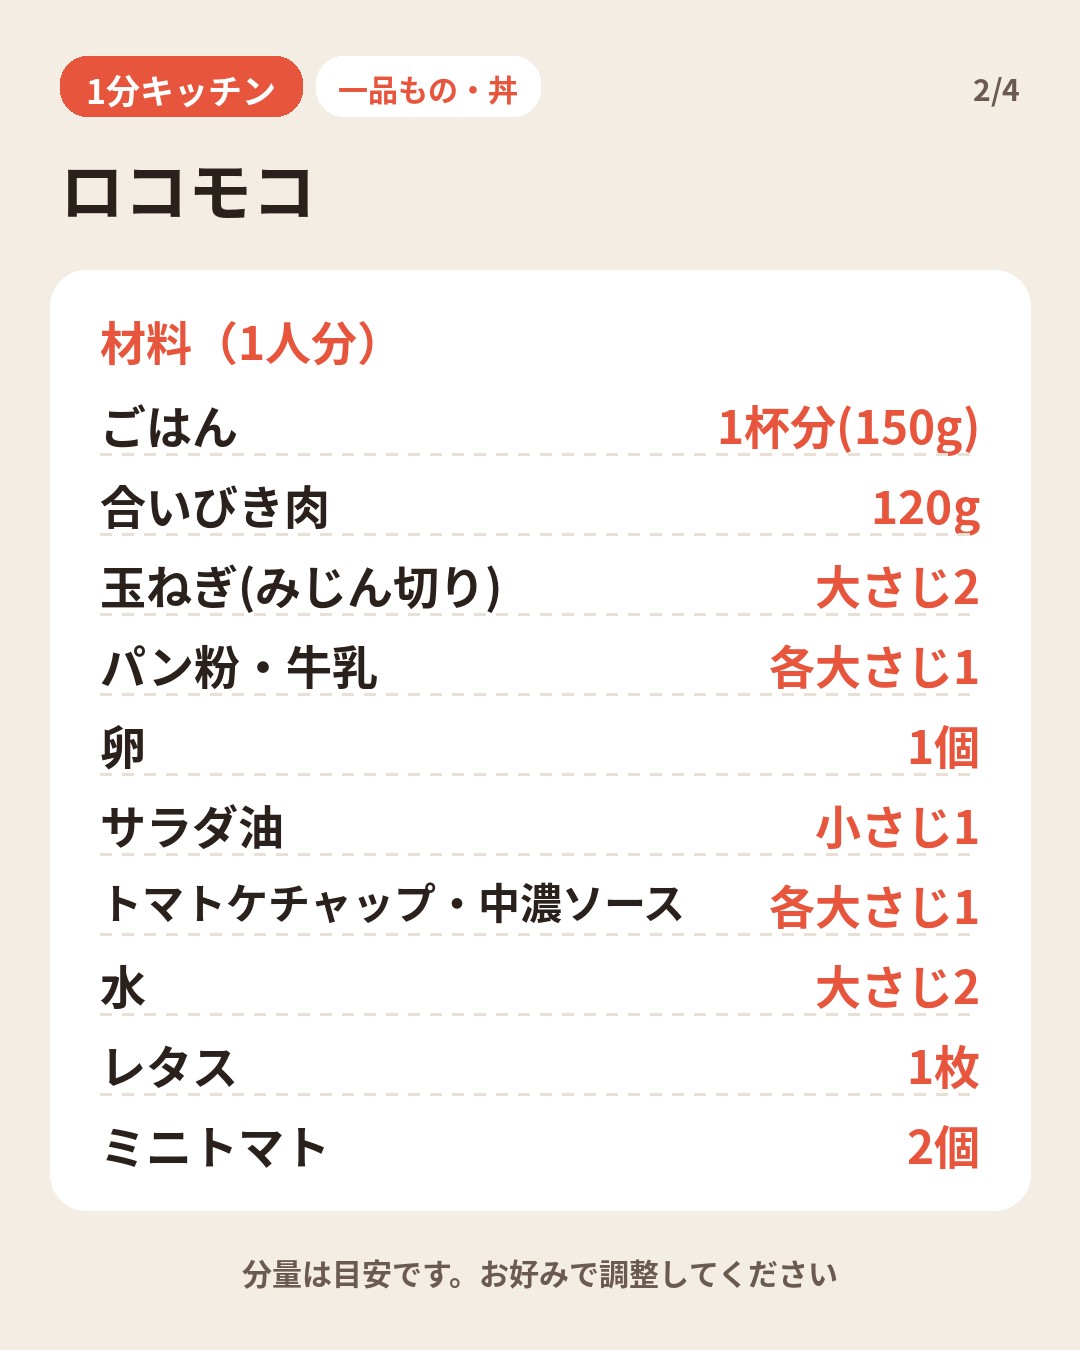 1分キッチン 一品もの・丼 2/4
ロコモコ
材料（1人分）
ごはん 1杯分(150g)
合いびき肉 120g
玉ねぎ(みじん切り) 大さじ2
パン粉・牛乳 各大さじ1
卵 1個
サラダ油 小さじ1
トマトケチャップ・中濃ソース 各大さじ1
水 大さじ2
レタス 1枚
ミニトマト 2個
分量は目安です。お好みで調整してください